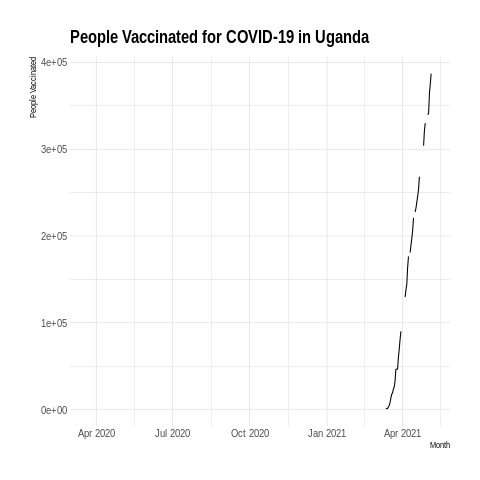 People Vaccinated for COVID-19 in Uganda
People Vaccinated
4e+05
3e+05
2e+05
1e+05
0e+00
Apr 2020 Jul 2020 Oct 2020 Jan 2021 Apr 2021
Month